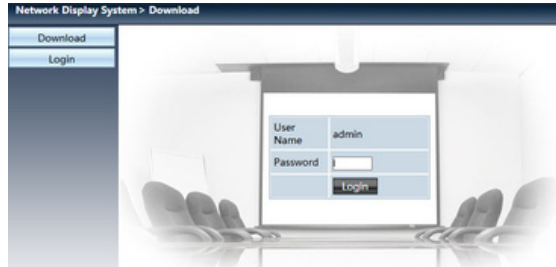 Network Display System > Download
Download
Login
User Name
admin
Password
Login